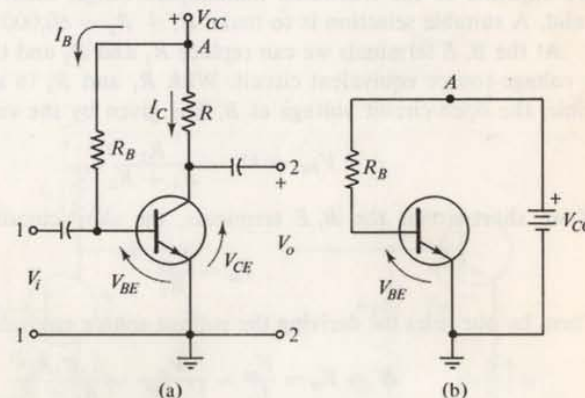 + V_CC
I_B
A
I_C
R
R_B
2
+
1
V_i
V_BE
V_CE
V_o
1
2
(a)
A
R_B
+
V_CC
V_BE
(b)